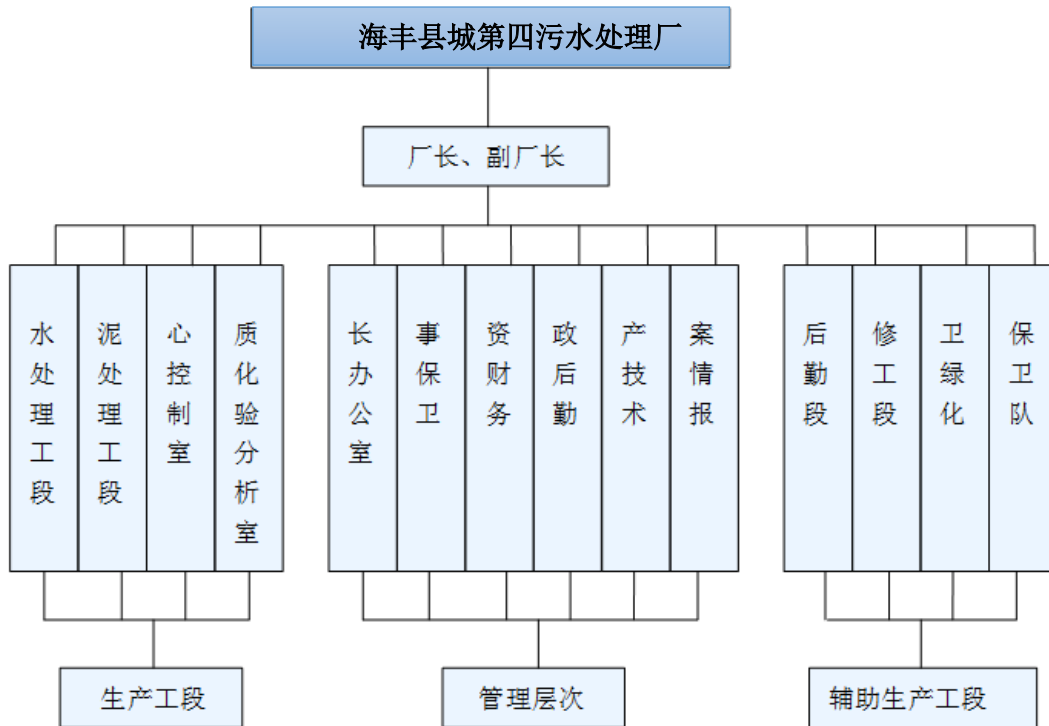 海丰县城第四污水处理厂
厂长、副厂长
水处理工段
泥处理工段
心控制室
质化验分析室
长办公室
事保卫
资财务
政后勤
产技术
案情报
后勤段
修工段
卫绿化
保卫队
生产工段
管理层次
辅助生产工段